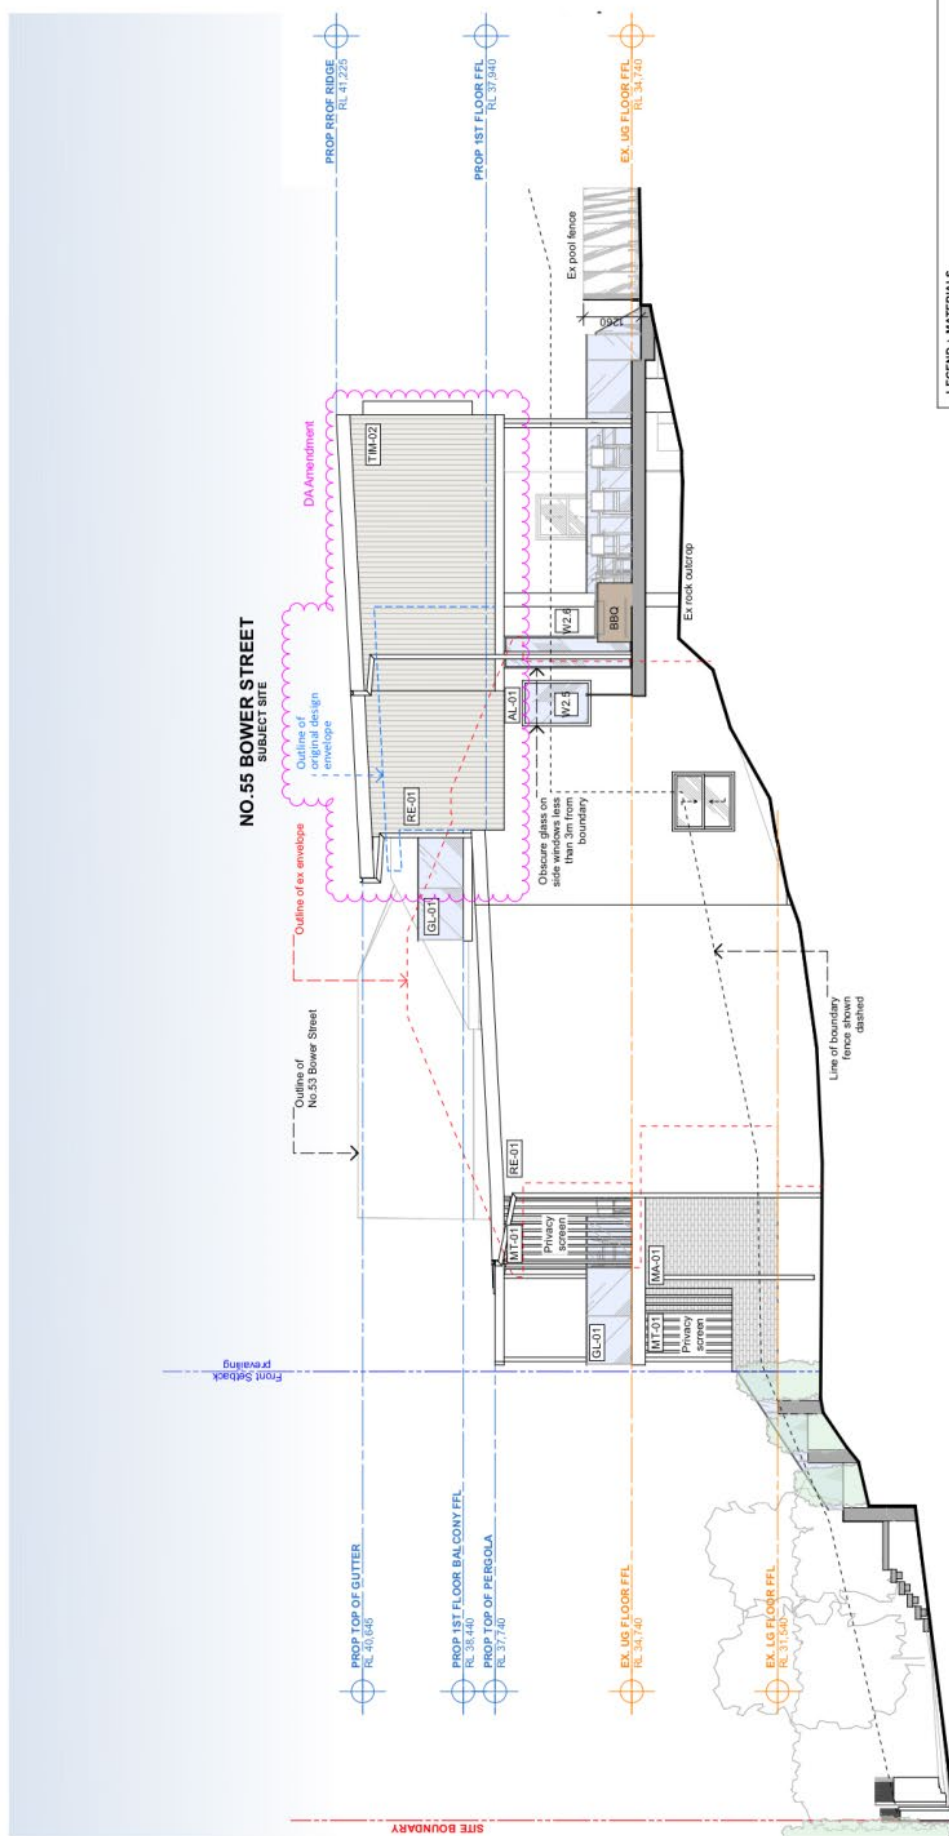 NO.55 BOWER STREET
SUBJECT SITE
PROP RROF RIDGE
RL 41,225
PROP 1ST FLOOR FFL
RL 37,940
EX. UG FLOOR FFL
RL 34,740
PROP TOP OF GUTTER
RL 40,645
PROP 1ST FLOOR BALCONY FFL
RL 38,440
PROP TOP OF PERGOLA
RL 37,740
EX. UG FLOOR FFL
RL 34,740
EX. LG FLOOR FFL
RL 31,540
SITE BOUNDARY
Front Setback
prevailing
Outline of
No.53 Bower Street
Outline of ex envelope
Outline of
original design
envelope
DA Amendment
TIM-02
RE-01
GL-01
AL-01
W2.5
W2.6
BBQ
Ex pool fence
1260
Ex rock outcrop
Obscure glass on
side windows less
than 3m from
boundary
Line of boundary
fence shown
dashed
RE-01
MT-01
Privacy
screen
GL-01
MA-01
MT-01
Privacy
screen
LEGEND : MATERIALS